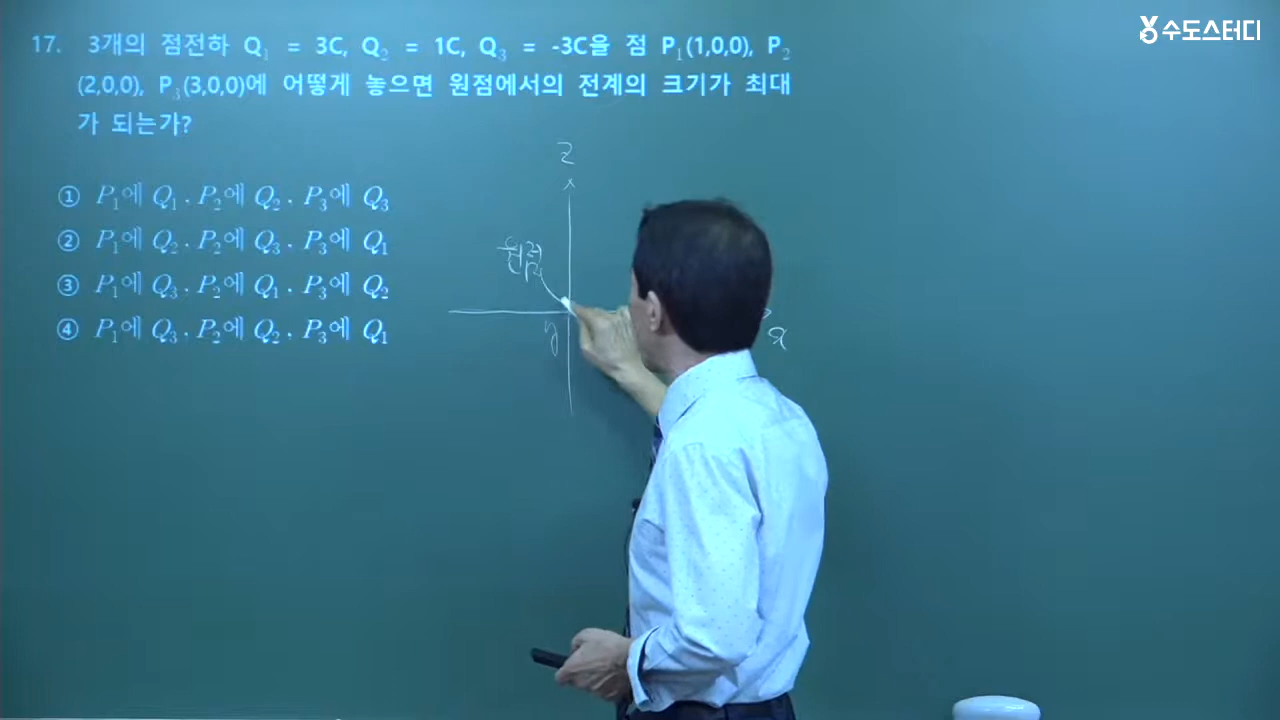 수도스터디
17. 3개의 점전하 Q₁ = 3C, Q₂ = 1C, Q₃ = -3C을 점 P₁(1,0,0), P₂
(2,0,0), P₃(3,0,0)에 어떻게 놓으면 원점에서의 전계의 크기가 최대
가 되는가?
① P₁에 Q₁, P₂에 Q₂, P₃에 Q₃
② P₁에 Q₂, P₂에 Q₃, P₃에 Q₁
③ P₁에 Q₃, P₂에 Q₁, P₃에 Q₂
④ P₁에 Q₃, P₂에 Q₂, P₃에 Q₁
z
원점
y
x